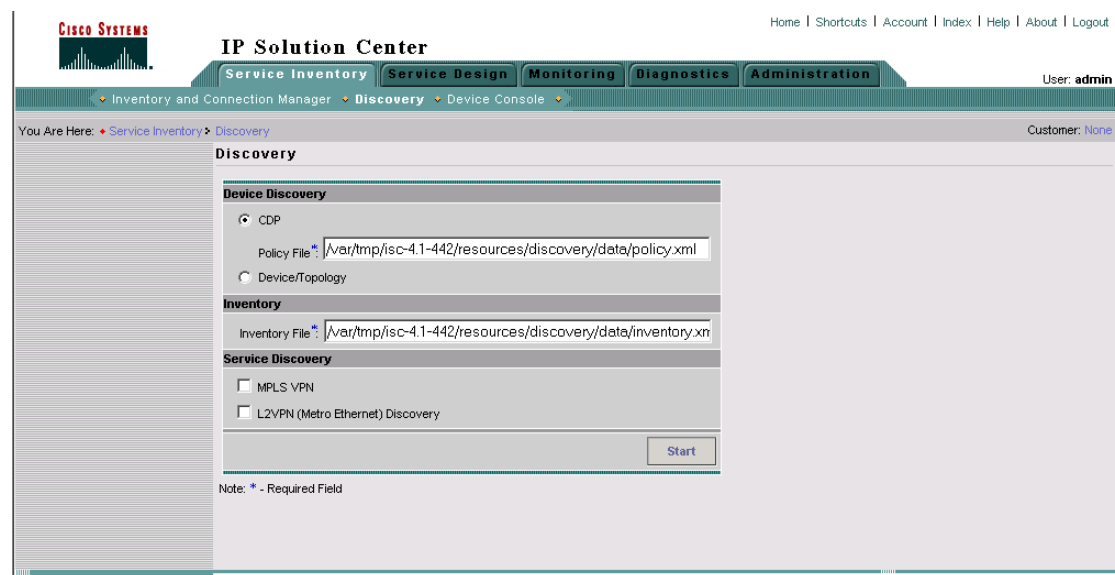 CISCO SYSTEMS
Home | Shortcuts | Account | Index | Help | About | Logout
IP Solution Center
Service Inventory Service Design Monitoring Diagnostics Administration
User: admin
Inventory and Connection Manager Discovery Device Console
You Are Here: Service Inventory Discovery
Customer: None
Discovery
Device Discovery
CDP
Policy File*: /var/tmp/isc-4.1-442/resources/discovery/data/policy.xml
Device/Topology
Inventory
Inventory File*: /var/tmp/isc-4.1-442/resources/discovery/data/inventory.xm
Service Discovery
MPLS VPN
L2VPN (Metro Ethernet) Discovery
Start
Note: * - Required Field